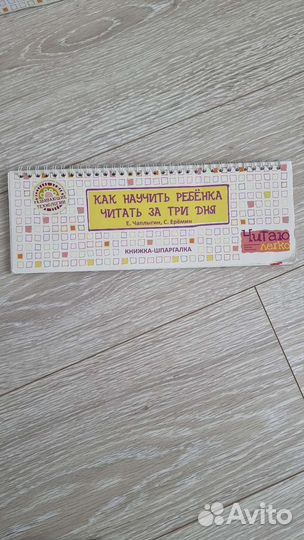 КАК НАУЧИТЬ РЕБЁНКА
ЧИТАТЬ ЗА ТРИ ДНЯ
Е. Чаплыгин, С. Ерёмин
КНИЖКА-ШПАРГАЛКА
Читаю
легко
Avito